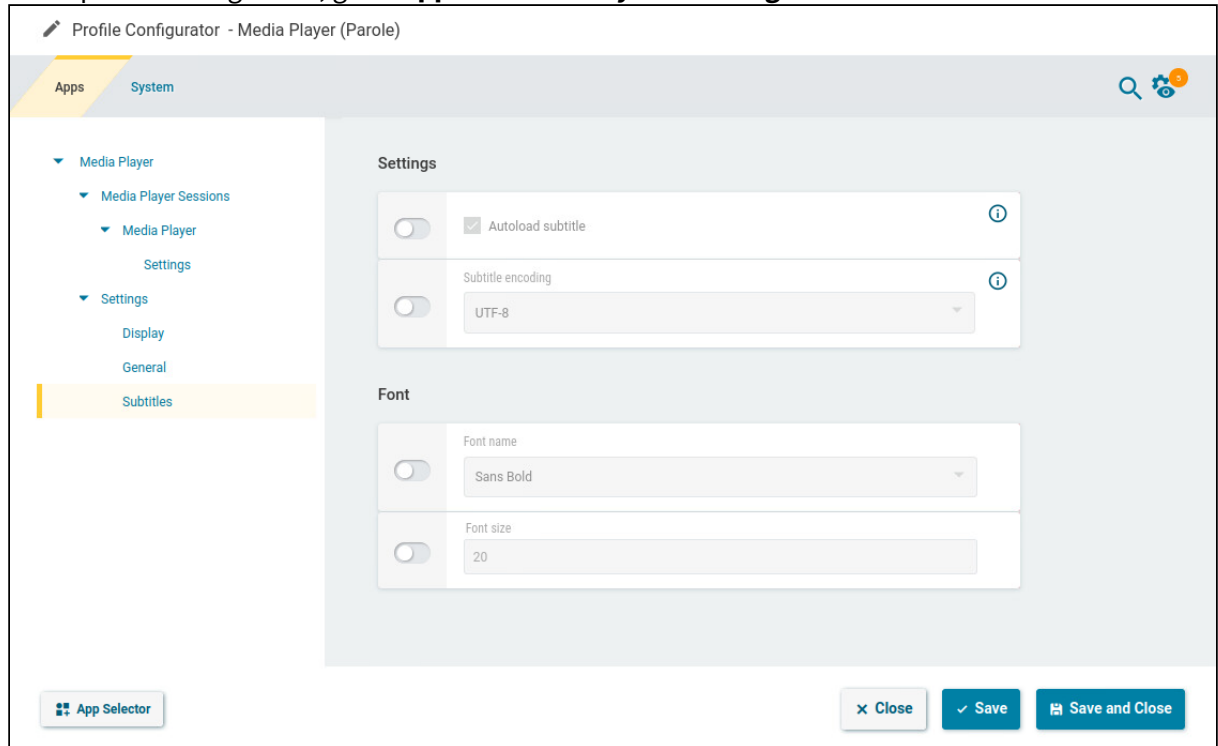 Profile Configurator - Media Player (Parole)
Apps
System
5
Media Player
Media Player Sessions
Media Player
Settings
Settings
Display
General
Subtitles
Settings
Autoload subtitle
Subtitle encoding
UTF-8
Font
Font name
Sans Bold
Font size
20
App Selector
Close
Save
Save and Close